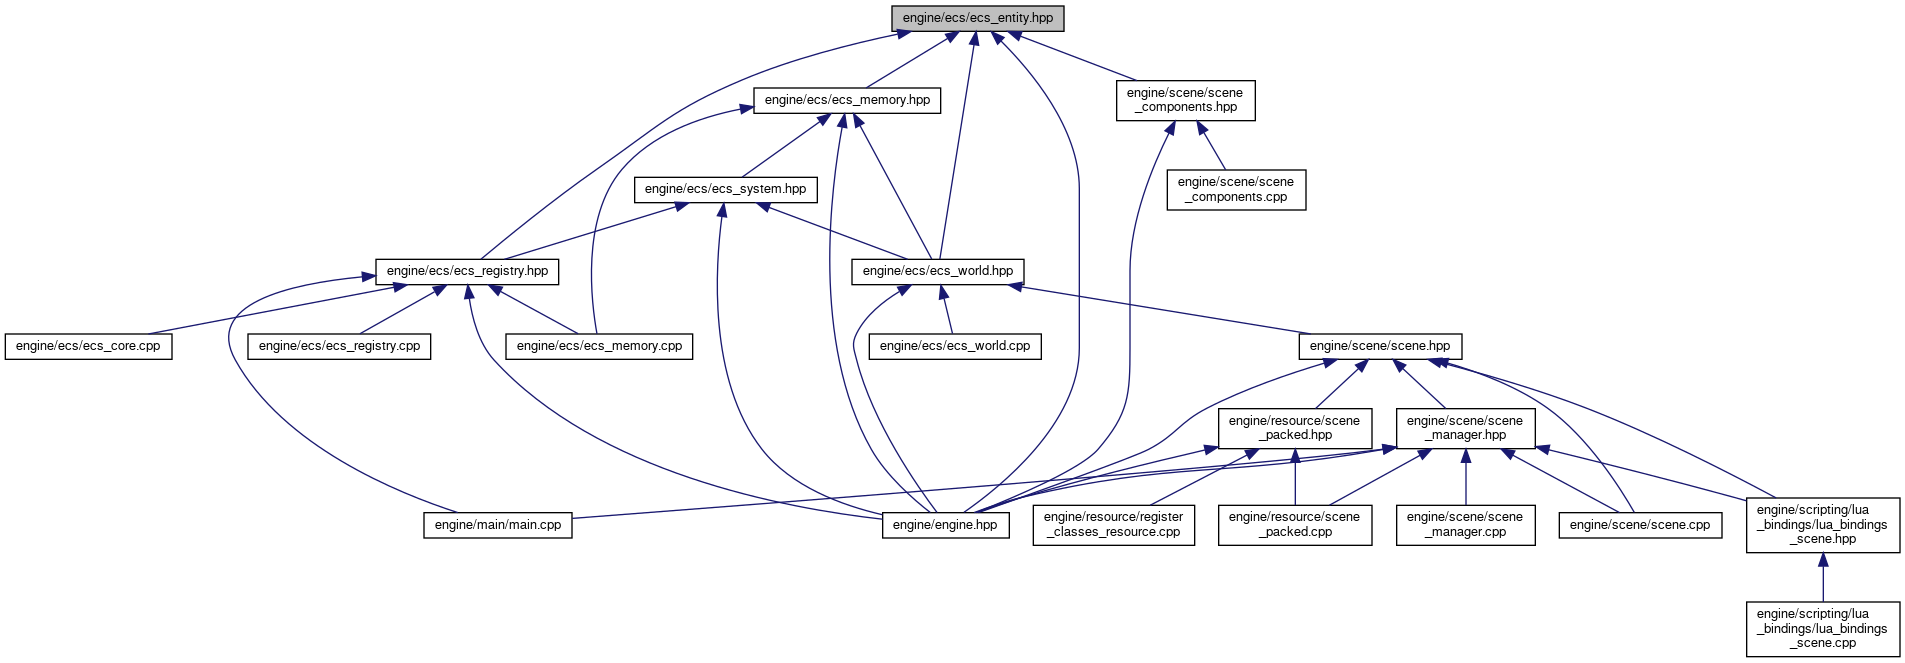 engine/ecs/ecs_entity.hpp
engine/ecs/ecs_memory.hpp
engine/scene/scene
_components.hpp
engine/ecs/ecs_system.hpp
engine/scene/scene
_components.cpp
engine/ecs/ecs_registry.hpp
engine/ecs/ecs_world.hpp
engine/ecs/ecs_core.cpp
engine/ecs/ecs_registry.cpp
engine/ecs/ecs_memory.cpp
engine/ecs/ecs_world.cpp
engine/scene/scene.hpp
engine/resource/scene
_packed.hpp
engine/scene/scene
_manager.hpp
engine/main/main.cpp
engine/engine.hpp
engine/resource/register
_classes_resource.cpp
engine/resource/scene
_packed.cpp
engine/scene/scene
_manager.cpp
engine/scene/scene.cpp
engine/scripting/lua
_bindings/lua_bindings
_scene.hpp
engine/scripting/lua
_bindings/lua_bindings
_scene.cpp